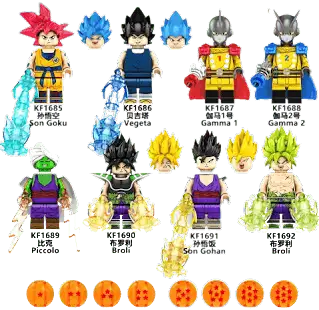 KF1685
孙悟空
Son Goku
KF1686
贝吉塔
Vegeta
KF1687
伽马1号
Gamma 1
KF1688
伽马2号
Gamma 2
1
2
KF1689
比克
Piccolo
KF1690
布罗利
Broli
KF1691
孙悟饭
Son Gohan
KF1692
布罗利
Broli